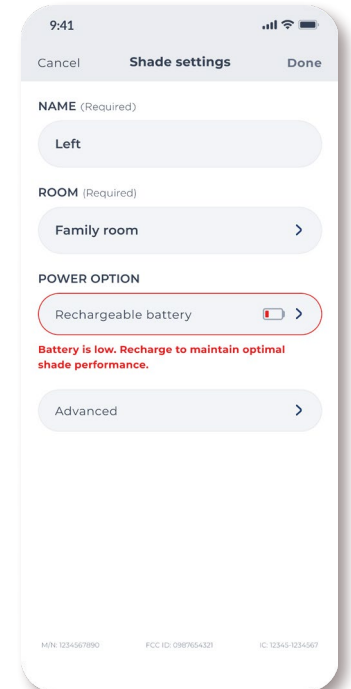 9:41
Cancel Shade settings Done
NAME (Required)
Left
ROOM (Required)
Family room
POWER OPTION
Rechargeable battery
Battery is low. Recharge to maintain optimal
shade performance.
Advanced
M/N: 1234567890 FCC ID: 0987654321 IC: 12345-1234567